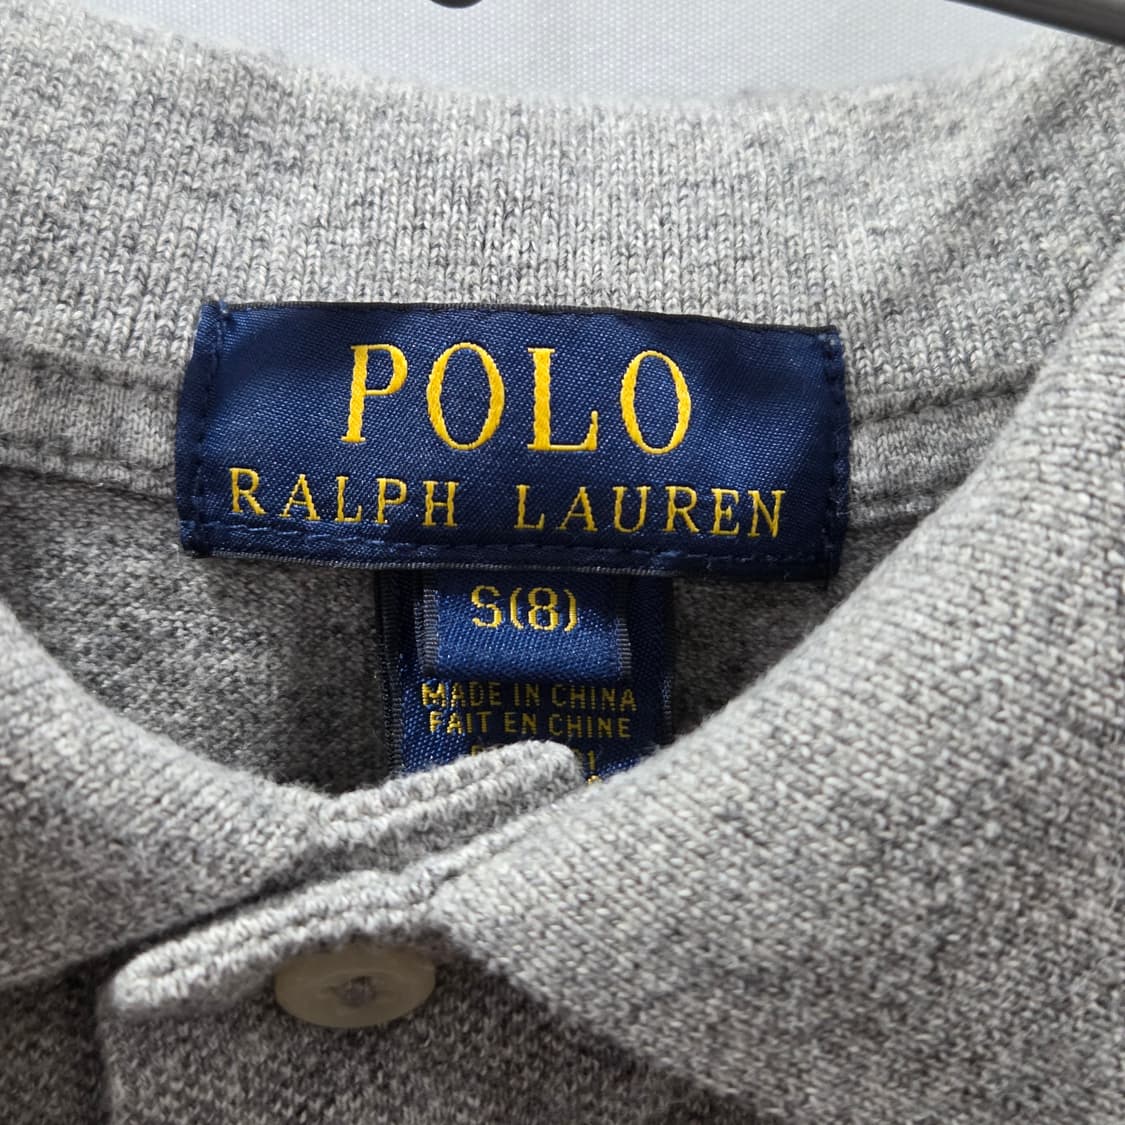 POLO
RALPH LAUREN
S(8)
MADE IN CHINA
FAIT EN CHINE